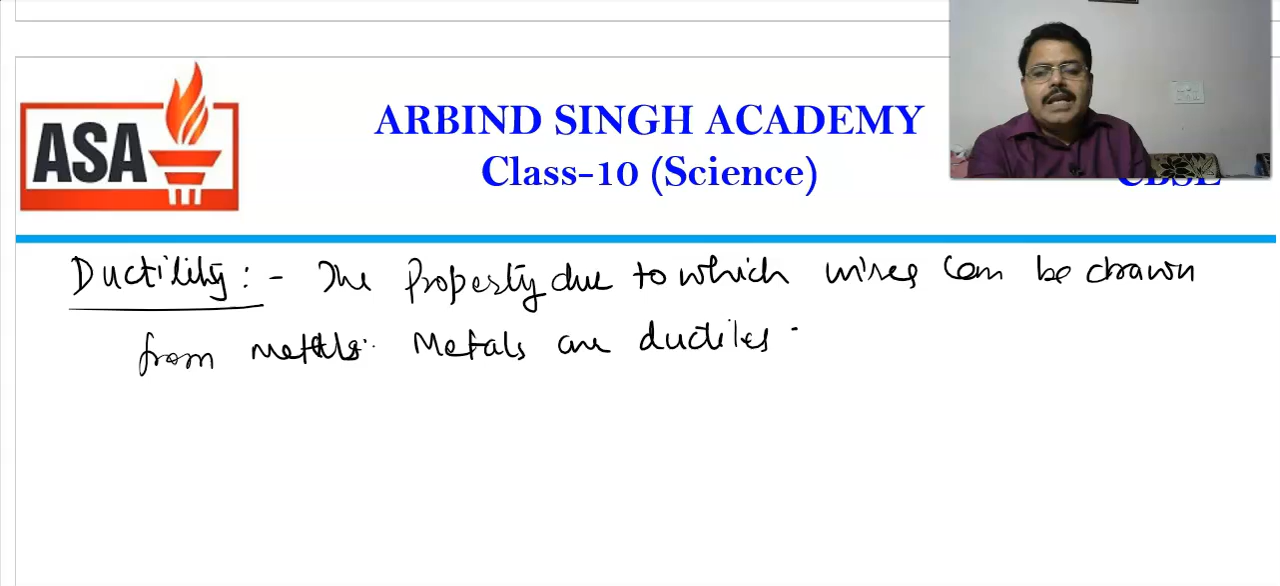 ASA
ARBIND SINGH ACADEMY
Class-10 (Science)
CBSE
Ductility :- The Property due to which wires can be drawn
from metals. Metals are ductiles.